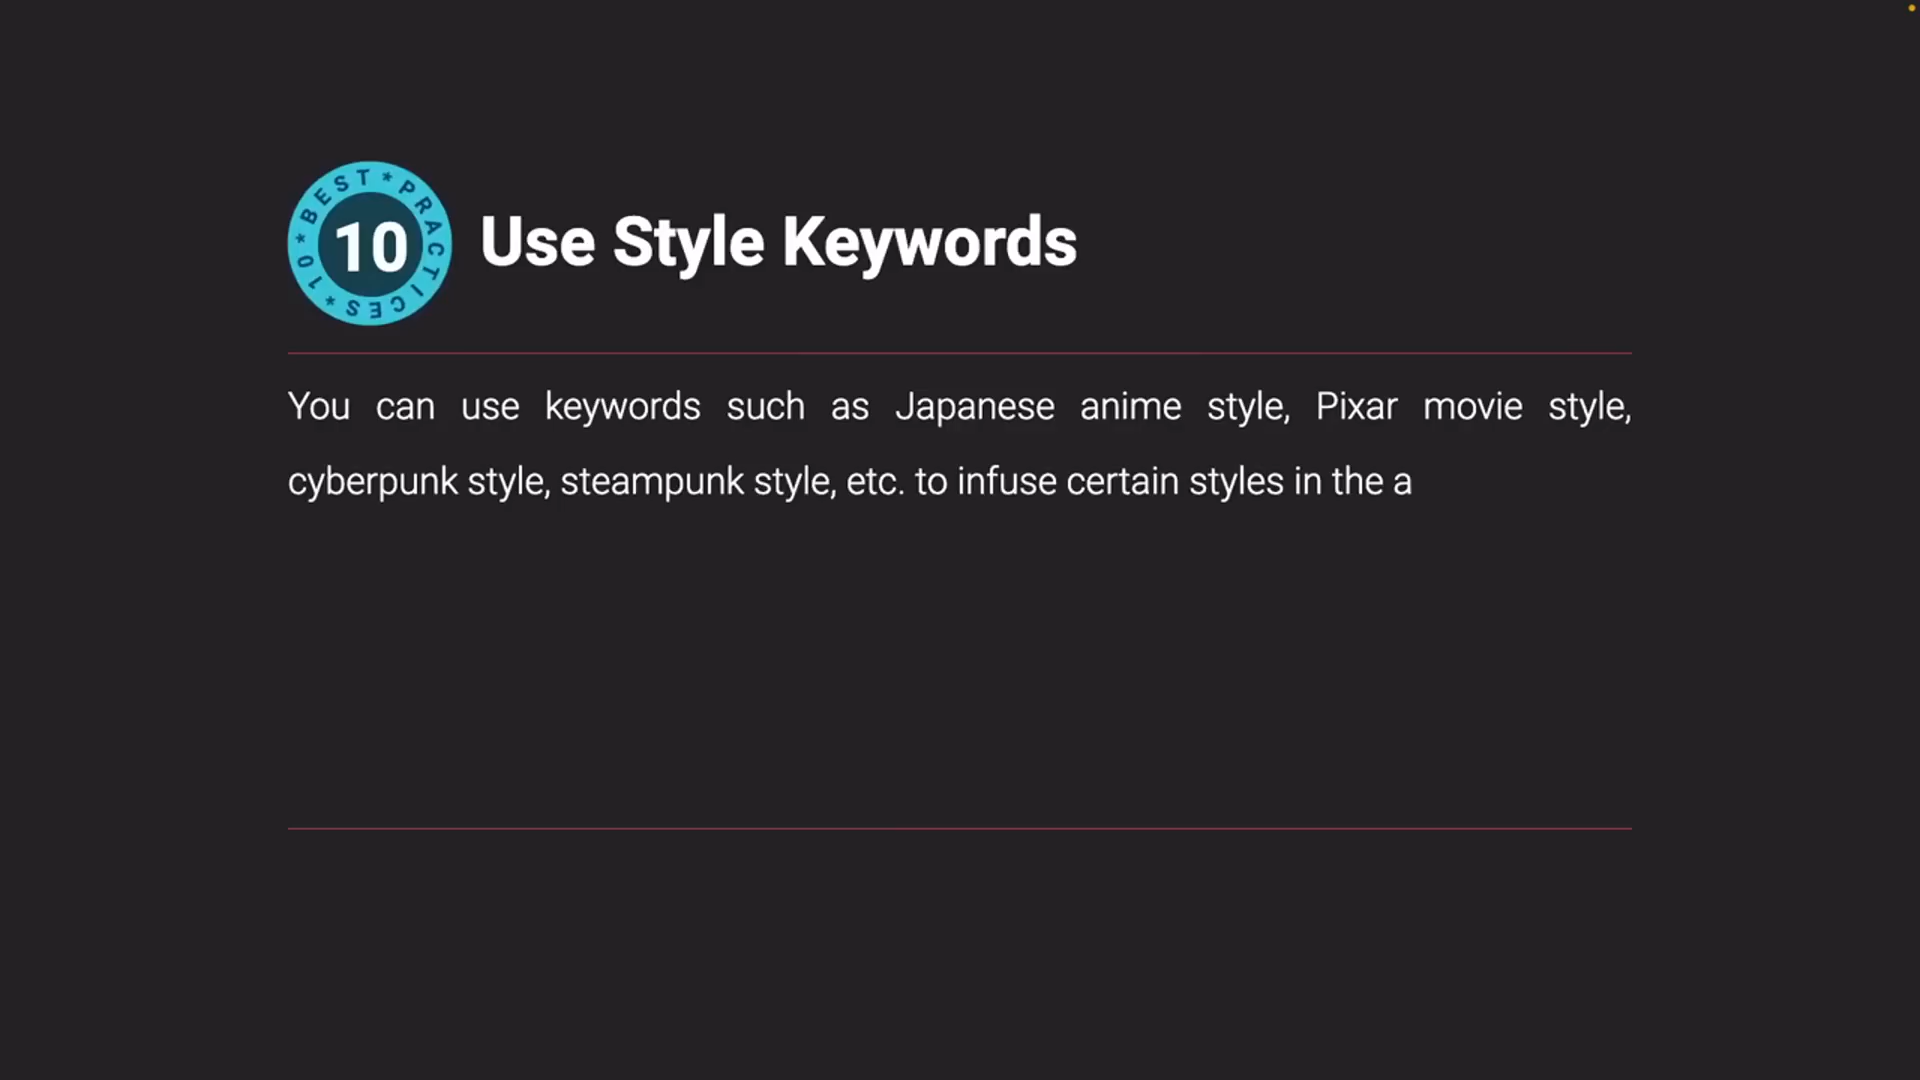 10 * BEST * PRACTICES *
10
Use Style Keywords
You can use keywords such as Japanese anime style, Pixar movie style,
cyberpunk style, steampunk style, etc. to infuse certain styles in the a